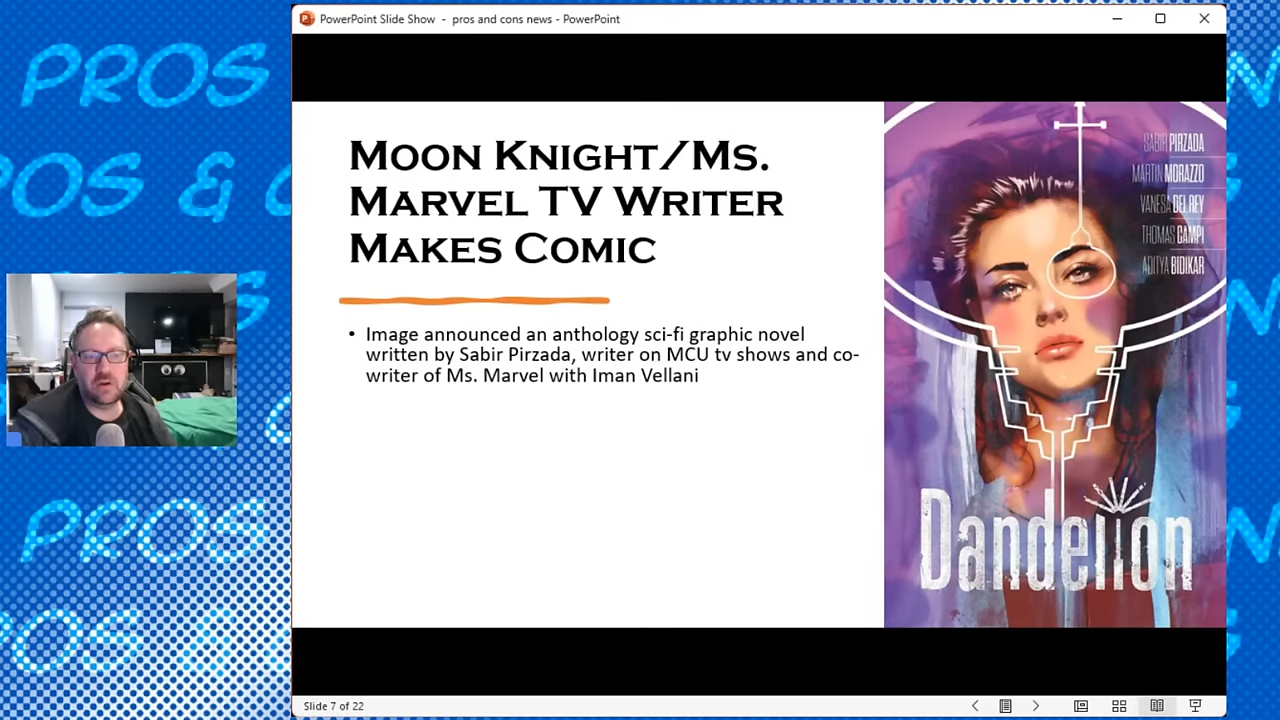 PowerPoint Slide Show - pros and cons news - PowerPoint
PROS
N
POS & C
MOON KNIGHT/MS.
MARVEL TV WRITER
MAKES COMIC
• Image announced an anthology sci-fi graphic novel
written by Sabir Pirzada, writer on MCU tv shows and co-
writer of Ms. Marvel with Iman Vellani
SABIR PIRZADA
MARTIN MORAZZO
VANESA DEL REY
THOMAS CAMPI
ADITYA BIDIKAR
Dandelion
PROS
POS
Slide 7 of 22